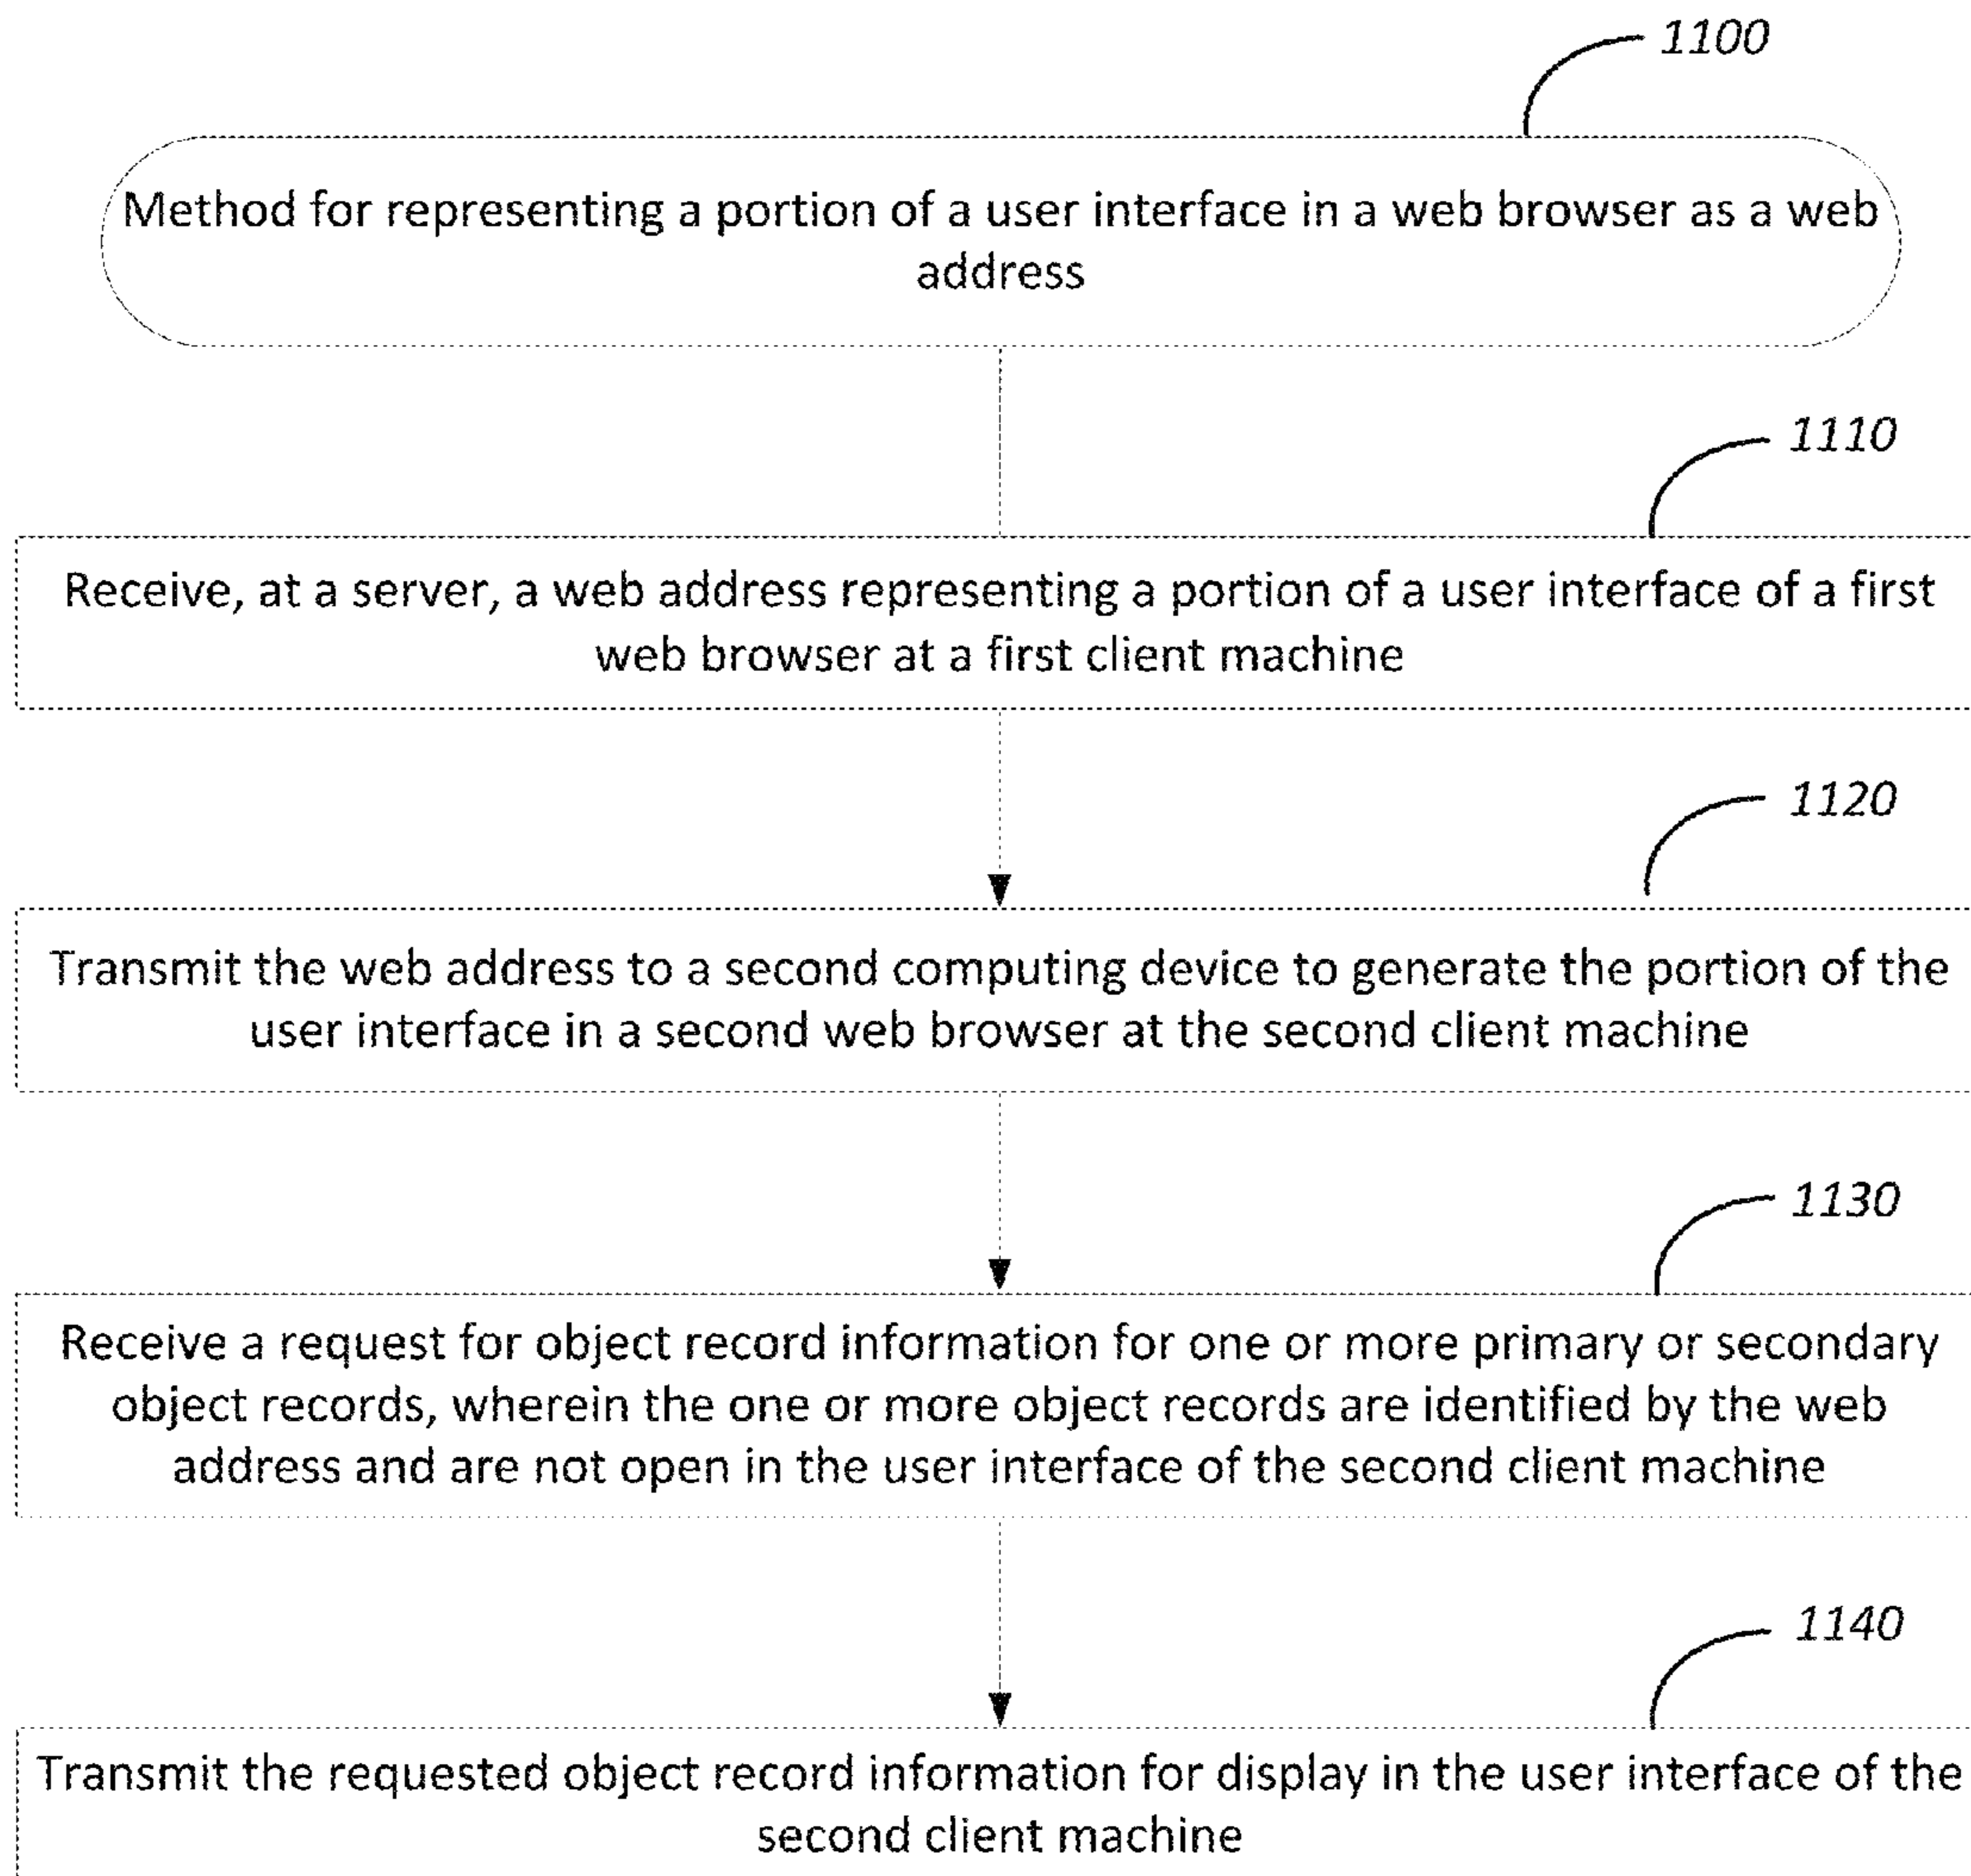 1100
Method for representing a portion of a user interface in a web browser as a web
address
1110
Receive, at a server, a web address representing a portion of a user interface of a first
web browser at a first client machine
1120
Transmit the web address to a second computing device to generate the portion of the
user interface in a second web browser at the second client machine
1130
Receive a request for object record information for one or more primary or secondary
object records, wherein the one or more object records are identified by the web
address and are not open in the user interface of the second client machine
1140
Transmit the requested object record information for display in the user interface of the
second client machine